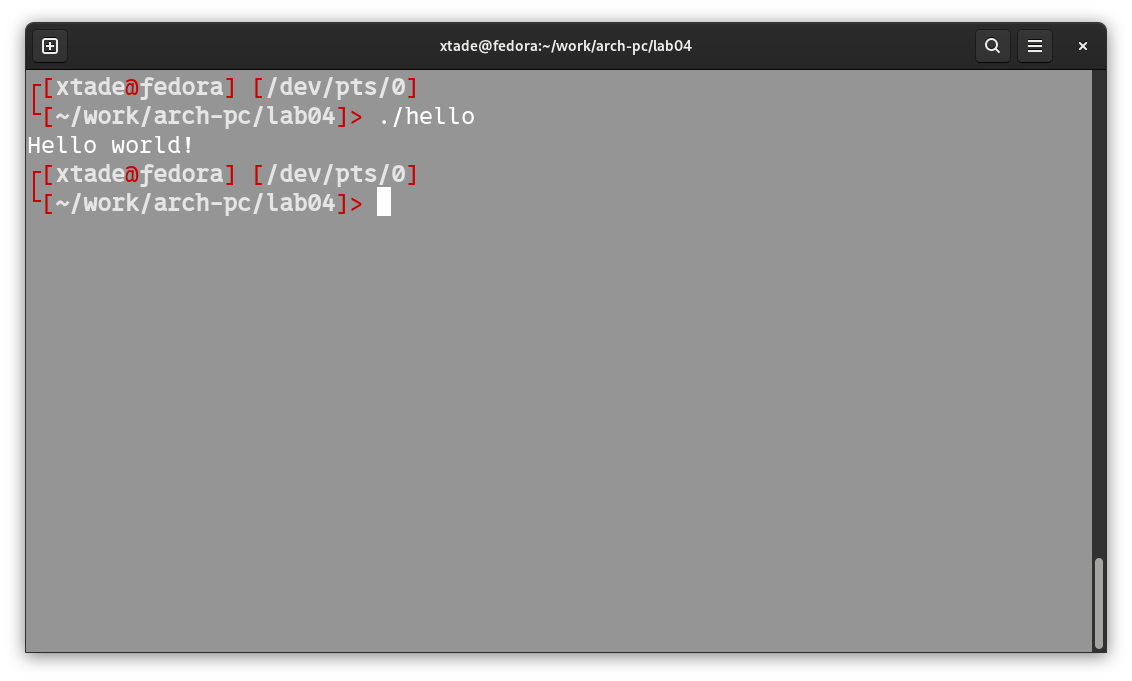 xtade@fedora:~/work/arch-pc/lab04
┌[xtade@fedora] [/dev/pts/0]
└[~/work/arch-pc/lab04]> ./hello
Hello world!
┌[xtade@fedora] [/dev/pts/0]
└[~/work/arch-pc/lab04]>